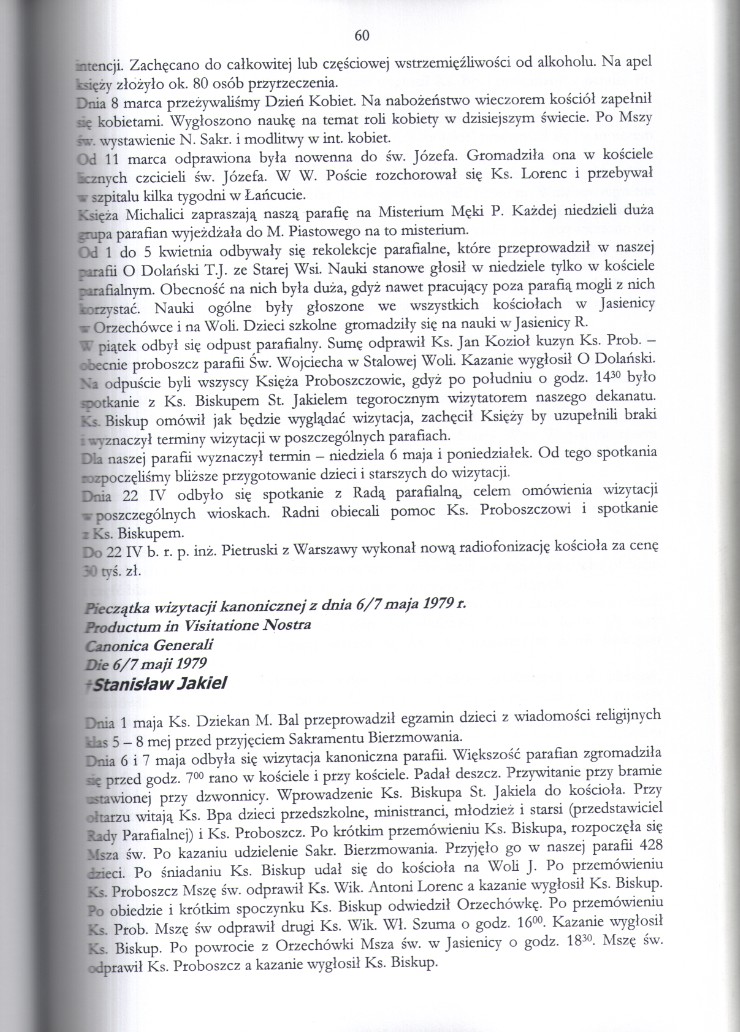 60
intencji. Zachęcano do całkowitej lub częściowej wstrzemięźliwości od alkoholu. Na apel
księży złożyło ok. 80 osób przyrzeczenia.
Dnia 8 marca przeżywaliśmy Dzień Kobiet. Na nabożeństwo wieczorem kościół zapełnił
się kobietami. Wygłoszono naukę na temat roli kobiety w dzisiejszym świecie. Po Mszy
św. wystawienie N. Sakr. i modlitwy w int. kobiet.
Od 11 marca odprawiona była nowenna do św. Józefa. Gromadziła ona w kościele
licznych czcicieli św. Józefa. W W. Poście rozchorował się Ks. Lorenc i przebywał
w szpitalu kilka tygodni w Łańcucie.
Księża Michalici zapraszają naszą parafię na Misterium Męki P. Każdej niedzieli duża
grupa parafian wyjeżdżała do M. Piastowego na to misterium.
Od 1 do 5 kwietnia odbywały się rekolekcje parafialne, które przeprowadził w naszej
parafii O Dolański T.J. ze Starej Wsi. Nauki stanowe głosił w niedziele tylko w kościele
parafialnym. Obecność na nich była duża, gdyż nawet pracujący poza parafią mogli z nich
korzystać. Nauki ogólne były głoszone we wszystkich kościołach w Jasienicy
w Orzechówce i na Woli. Dzieci szkolne gromadziły się na nauki w Jasienicy R.
W piątek odbył się odpust parafialny. Sumę odprawił Ks. Jan Kozioł kuzyn Ks. Prob. –
obecnie proboszcz parafii Św. Wojciecha w Stalowej Woli. Kazanie wygłosił O Dolański.
Na odpuście byli wszyscy Księża Proboszczowic, gdyż po południu o godz. 14³⁰ było
spotkanie z Ks. Biskupem St. Jakielem tegorocznym wizytatorem naszego dekanatu.
Ks. Biskup omówił jak będzie wyglądać wizytacja, zachęcił Księży by uzupełnili braki
i wyznaczył terminy wizytacji w poszczególnych parafiach.
Dla naszej parafii wyznaczył termin – niedziela 6 maja i poniedziałek. Od tego spotkania
rozpoczęliśmy bliższe przygotowanie dzieci i starszych do wizytacji.
Dnia 22 IV odbyło się spotkanie z Radą parafialną, celem omówienia wizytacji
w poszczególnych wioskach. Radni obiecali pomoc Ks. Proboszczowi i spotkanie
z Ks. Biskupem.
Do 22 IV b. r. p. inż. Pietruski z Warszawy wykonał nową radiofonizację kościoła za cenę
30 tyś. zł.
Pieczątka wizytacji kanonicznej z dnia 6/7 maja 1979 r.
Productum in Visitatione Nostra
Canonica Generali
Die 6/7 maji 1979
†Stanisław Jakiel
Dnia 1 maja Ks. Dziekan M. Bal przeprowadził egzamin dzieci z wiadomości religijnych
klas 5 – 8 mej przed przyjęciem Sakramentu Bierzmowania.
Dnia 6 i 7 maja odbyła się wizytacja kanoniczna parafii. Większość parafian zgromadziła
się przed godz. 7⁰⁰ rano w kościele i przy kościele. Padał deszcz. Przywitanie przy bramie
ustawionej przy dzwonnicy. Wprowadzenie Ks. Biskupa St. Jakiela do kościoła. Przy
ołtarzu witają Ks. Bpa dzieci przedszkolne, ministranci, młodzież i starsi (przedstawiciel
Rady Parafialnej) i Ks. Proboszcz. Po krótkim przemówieniu Ks. Biskupa, rozpoczęła się
Msza św. Po kazaniu udzielenie Sakr. Bierzmowania. Przyjęło go w naszej parafii 428
dzieci. Po śniadaniu Ks. Biskup udał się do kościoła na Woli J. Po przemówieniu
Ks. Proboszcz Mszę św. odprawił Ks. Wik. Antoni Lorenc a kazanie wygłosił Ks. Biskup.
Po obiedzie i krótkim spoczynku Ks. Biskup odwiedził Orzechówkę. Po przemówieniu
Ks. Prob. Mszę św odprawił drugi Ks. Wik. Wł. Szuma o godz. 16⁰⁰. Kazanie wygłosił
Ks. Biskup. Po powrocie z Orzechówki Msza św. w Jasienicy o godz. 18³⁰. Mszę św.
odprawił Ks. Proboszcz a kazanie wygłosił Ks. Biskup.